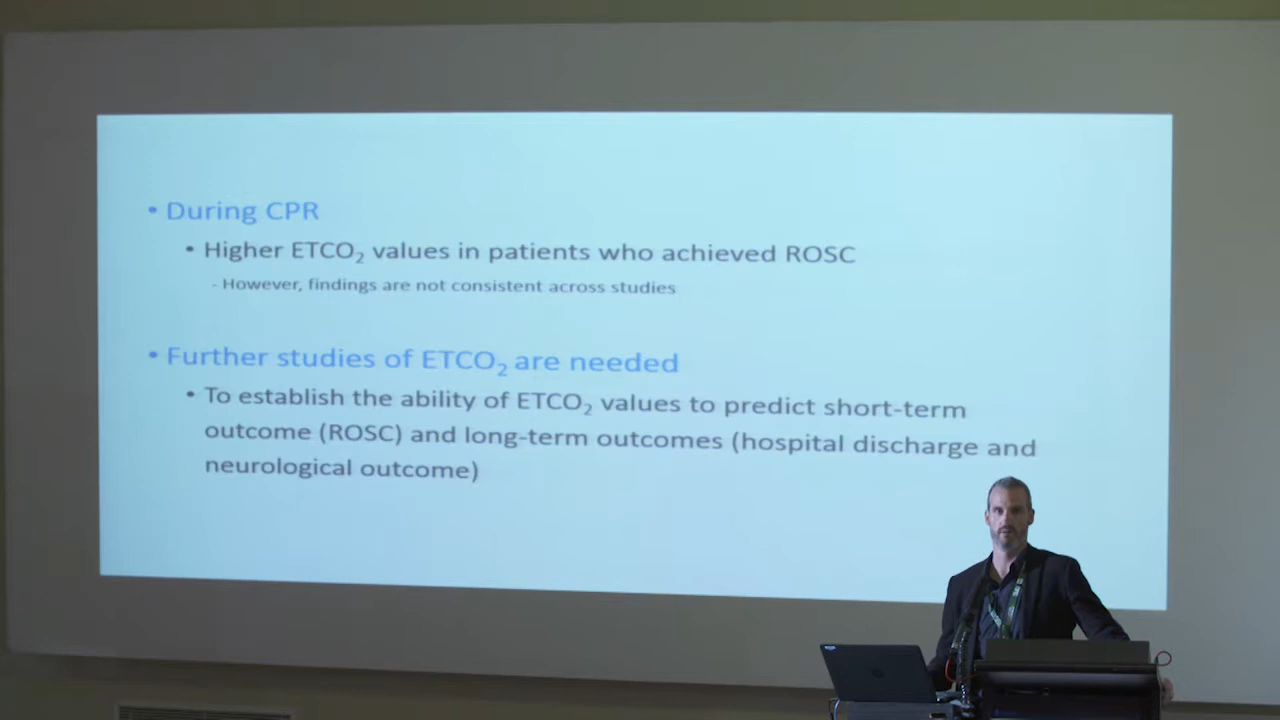 • During CPR
• Higher ETCO₂ values in patients who achieved ROSC
- However, findings are not consistent across studies
• Further studies of ETCO₂ are needed
• To establish the ability of ETCO₂ values to predict short-term
outcome (ROSC) and long-term outcomes (hospital discharge and
neurological outcome)